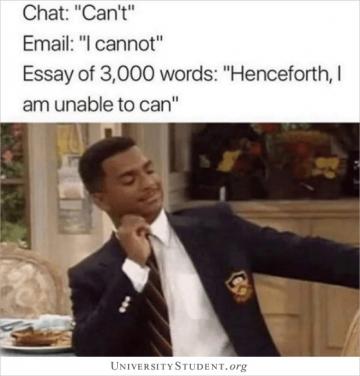 Chat: "Can't"
Email: "I cannot"
Essay of 3,000 words: "Henceforth, I
am unable to can"
UNIVERSITYSTUDENT.org